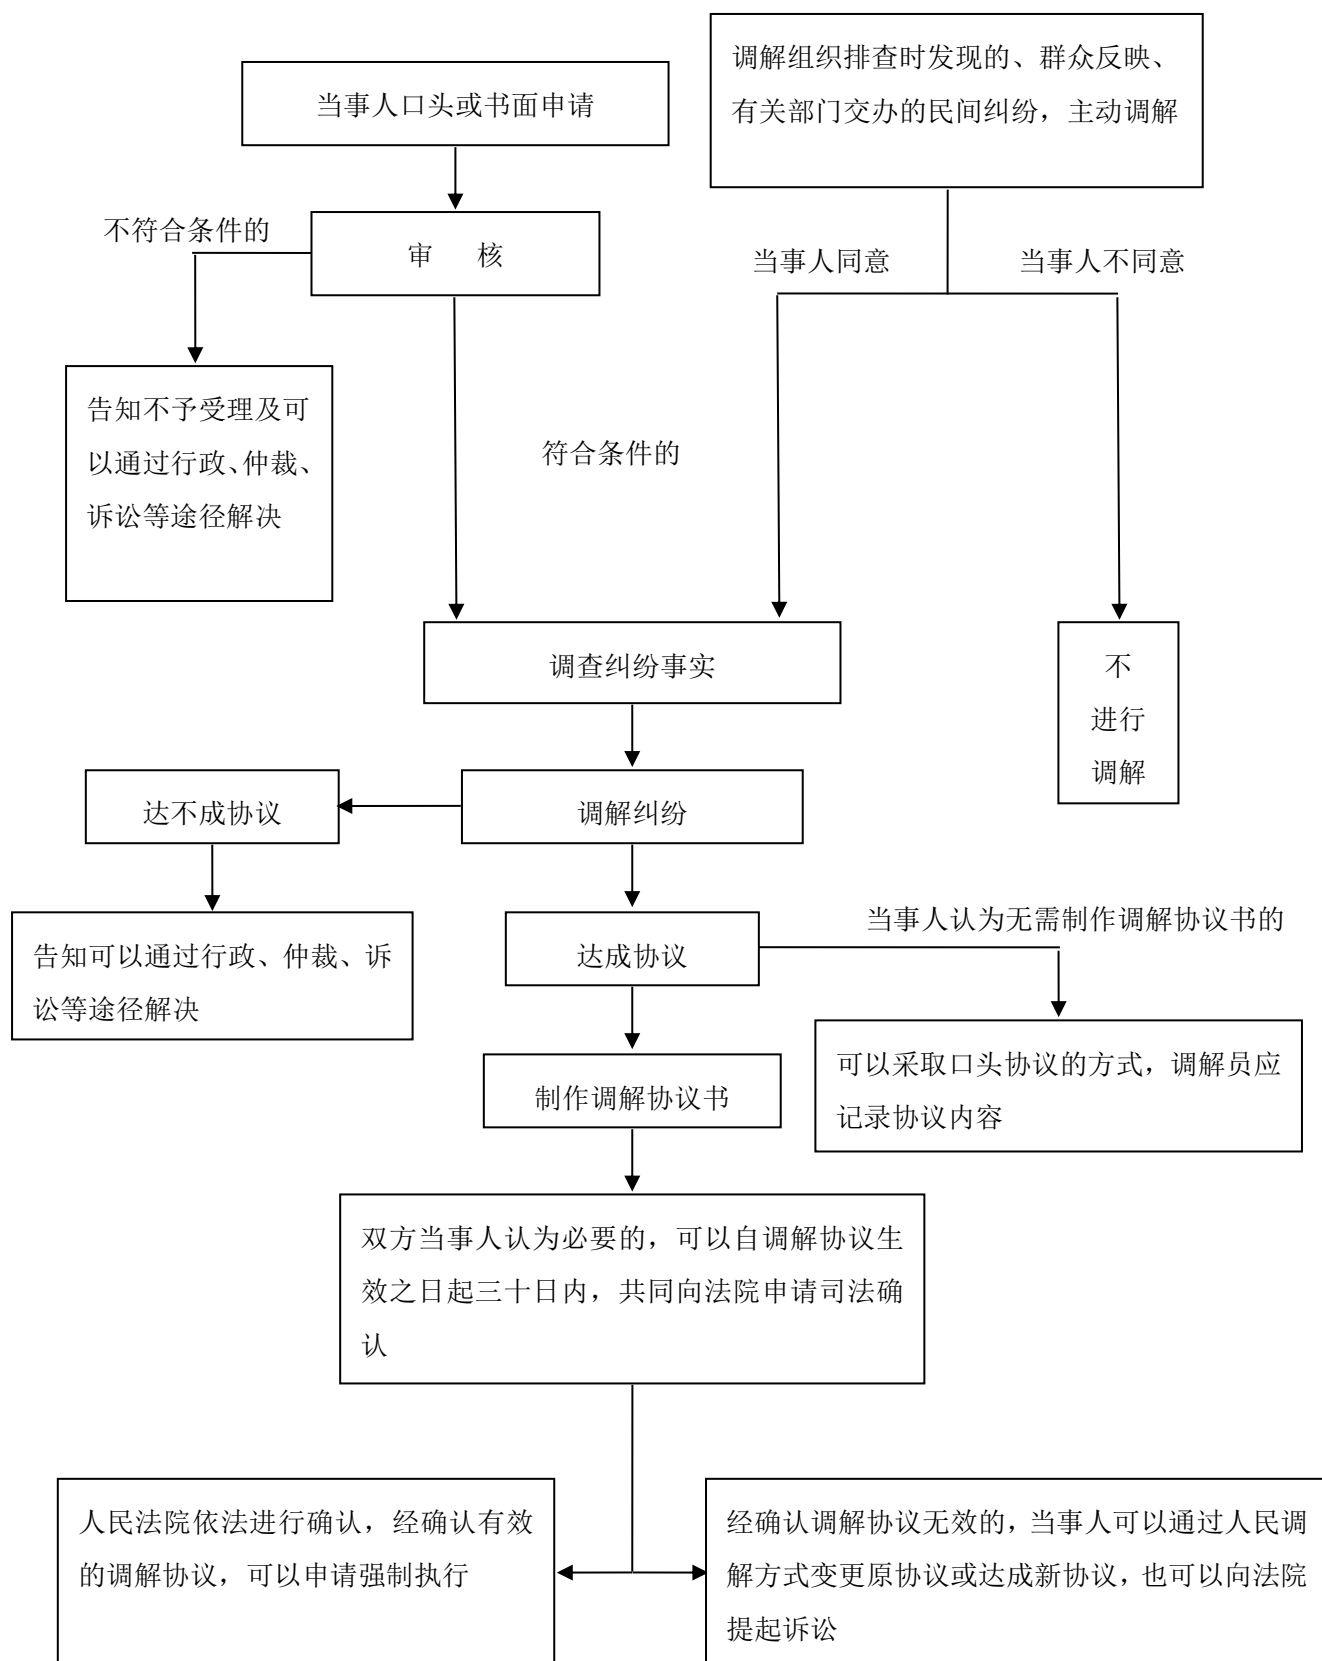 当事人口头或书面申请
调解组织排查时发现的、群众反映、
有关部门交办的民间纠纷，主动调解
不符合条件的
审 核
当事人同意
当事人不同意
告知不予受理及可
以通过行政、仲裁、
诉讼等途径解决
符合条件的
调查纠纷事实
不
进行
调解
达不成协议
调解纠纷
告知可以通过行政、仲裁、诉
讼等途径解决
达成协议
当事人认为无需制作调解协议书的
可以采取口头协议的方式，调解员应
记录协议内容
制作调解协议书
双方当事人认为必要的，可以自调解协议生
效之日起三十日内，共同向法院申请司法确
认
人民法院依法进行确认，经确认有效
的调解协议，可以申请强制执行
经确认调解协议无效的，当事人可以通过人民调
解方式变更原协议或达成新协议，也可以向法院
提起诉讼